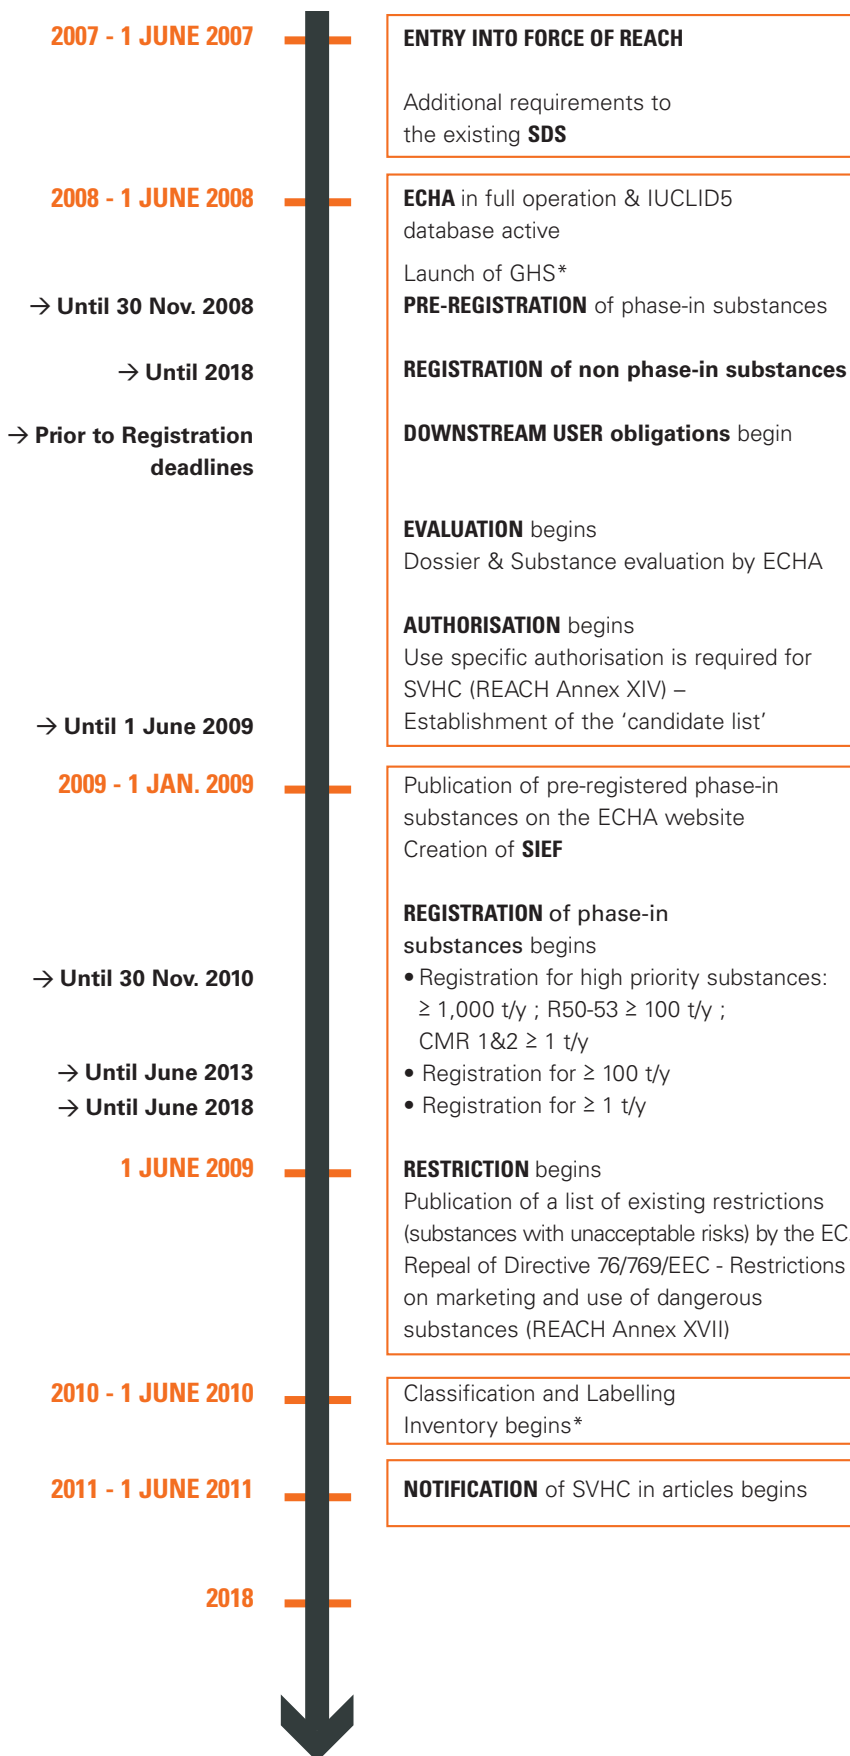 2007 - 1 JUNE 2007
ENTRY INTO FORCE OF REACH
Additional requirements to
the existing SDS
2008 - 1 JUNE 2008
ECHA in full operation & IUCLID5
database active
Launch of GHS*
→ Until 30 Nov. 2008
PRE-REGISTRATION of phase-in substances
→ Until 2018
REGISTRATION of non phase-in substances
→ Prior to Registration
deadlines
DOWNSTREAM USER obligations begin
EVALUATION begins
Dossier & Substance evaluation by ECHA
AUTHORISATION begins
Use specific authorisation is required for
SVHC (REACH Annex XIV) –
→ Until 1 June 2009
Establishment of the ‘candidate list’
2009 - 1 JAN. 2009
Publication of pre-registered phase-in
substances on the ECHA website
Creation of SIEF
REGISTRATION of phase-in
substances begins
→ Until 30 Nov. 2010
• Registration for high priority substances:
≥ 1,000 t/y ; R50-53 ≥ 100 t/y ;
CMR 1&2 ≥ 1 t/y
→ Until June 2013
• Registration for ≥ 100 t/y
→ Until June 2018
• Registration for ≥ 1 t/y
1 JUNE 2009
RESTRICTION begins
Publication of a list of existing restrictions
(substances with unacceptable risks) by the EC.
Repeal of Directive 76/769/EEC - Restrictions
on marketing and use of dangerous
substances (REACH Annex XVII)
2010 - 1 JUNE 2010
Classification and Labelling
Inventory begins*
2011 - 1 JUNE 2011
NOTIFICATION of SVHC in articles begins
2018